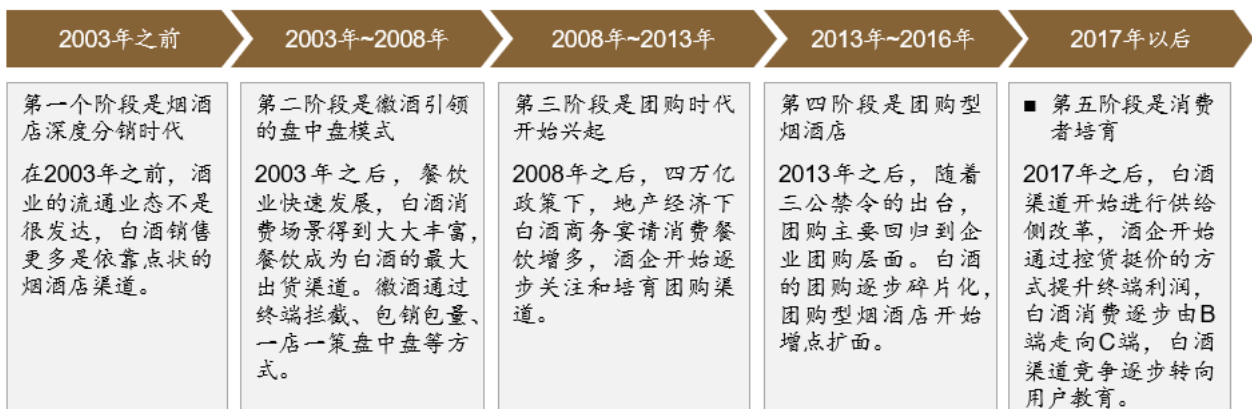 2003年之前
2003年~2008年
2008年~2013年
2013年~2016年
2017年以后
第一个阶段是烟酒
店深度分销时代
在2003年之前，酒
业的流通业态不是
很发达，白酒销售
更多是依靠点状的
烟酒店渠道。
第二阶段是徽酒引领
的盘中盘模式
2003年之后，餐饮
业快速发展，白酒消
费场景得到大大丰富，
餐饮成为白酒的最大
出货渠道。徽酒通过
终端拦截、包销包量、
一店一策盘中盘等方
式。
第三阶段是团购时代
开始兴起
2008年之后，四万亿
政策下，地产经济下
白酒商务宴请消费餐
饮增多，酒企开始逐
步关注和培育团购渠
道。
第四阶段是团购型
烟酒店
2013年之后，随着
三公禁令的出台，
团购主要回归到企
业团购层面。白酒
的团购逐步碎片化，
团购型烟酒店开始
增点扩面。
■ 第五阶段是消费
者培育
2017年之后，白酒
渠道开始进行供给
侧改革，酒企开始
通过控货挺价的方
式提升终端利润，
白酒消费逐步由B
端走向C端，白酒
渠道竞争逐步转向
用户教育。